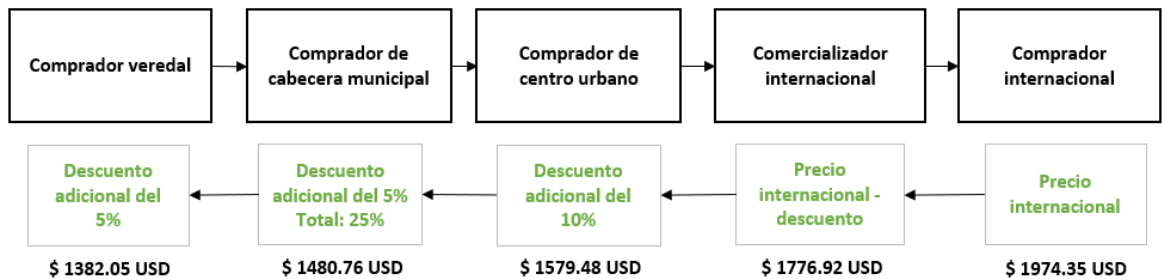 Comprador veredal
Comprador de
cabecera municipal
Comprador de
centro urbano
Comercializador
internacional
Comprador
internacional
Descuento
adicional del
5%
Descuento
adicional del 5%
Total: 25%
Descuento
adicional del
10%
Precio
internacional -
descuento
Precio
internacional
$ 1382.05 USD
$ 1480.76 USD
$ 1579.48 USD
$ 1776.92 USD
$ 1974.35 USD